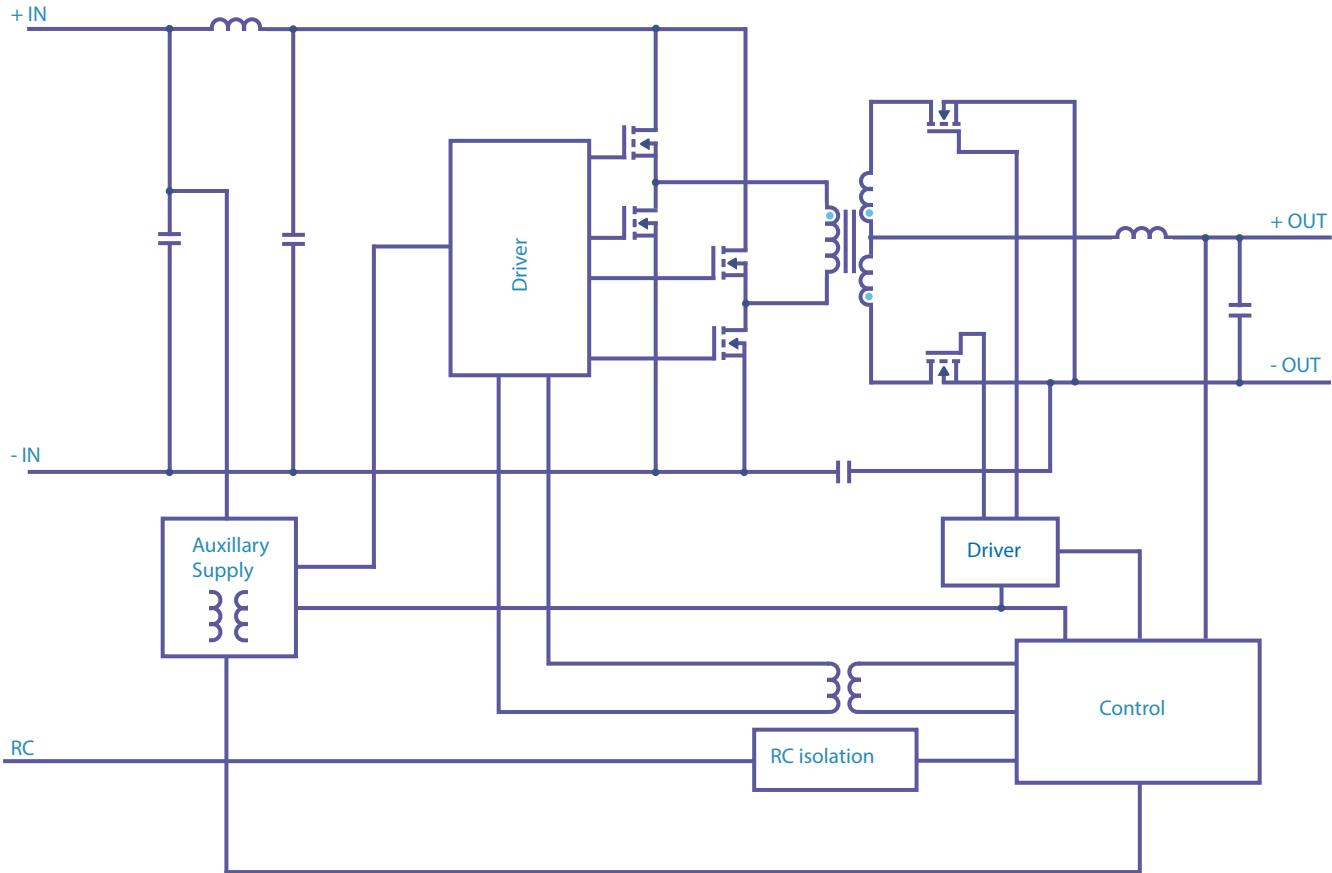 + IN
+ OUT
Driver
- OUT
- IN
Auxillary
Supply
Driver
Control
RC
RC isolation